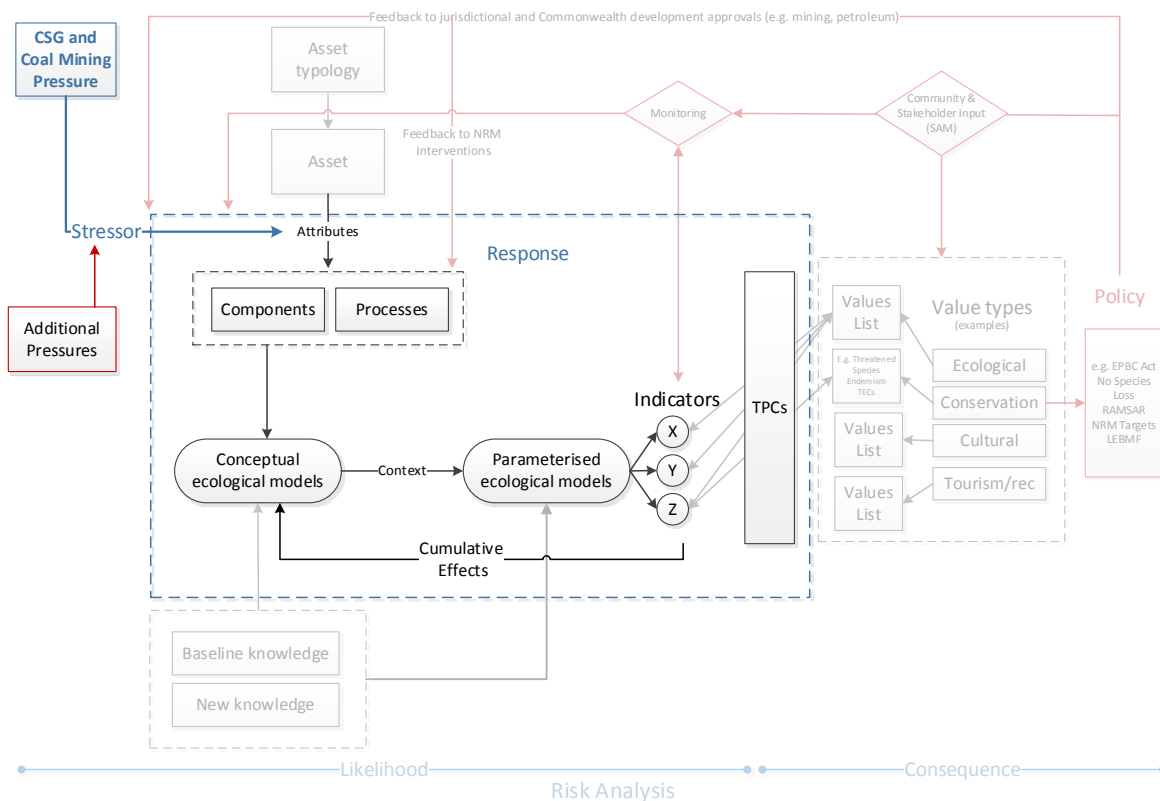 Feedback to jurisdictional and Commonwealth development approvals (e.g. mining, petroleum)
CSG and
Coal Mining
Pressure
Asset
typology
Monitoring
Community &
Stakeholder Input
(SAM)
Feedback to NRM
Interventions
Asset
Stressor
Attributes
Response
Components
Processes
Additional
Pressures
Values
List
Value types
(examples)
Policy
E.g. Threatened
Species
Endemism
TECs
Ecological
Conservation
Cultural
Tourism/rec
Values
List
Values
List
e.g. EPBC Act
No Species
Loss
RAMSAR
NRM Targets
LEBMF
Indicators
TPCs
X
Y
Z
Conceptual
ecological models
Context
Parameterised
ecological models
Cumulative
Effects
Baseline knowledge
New knowledge
Likelihood
Consequence
Risk Analysis